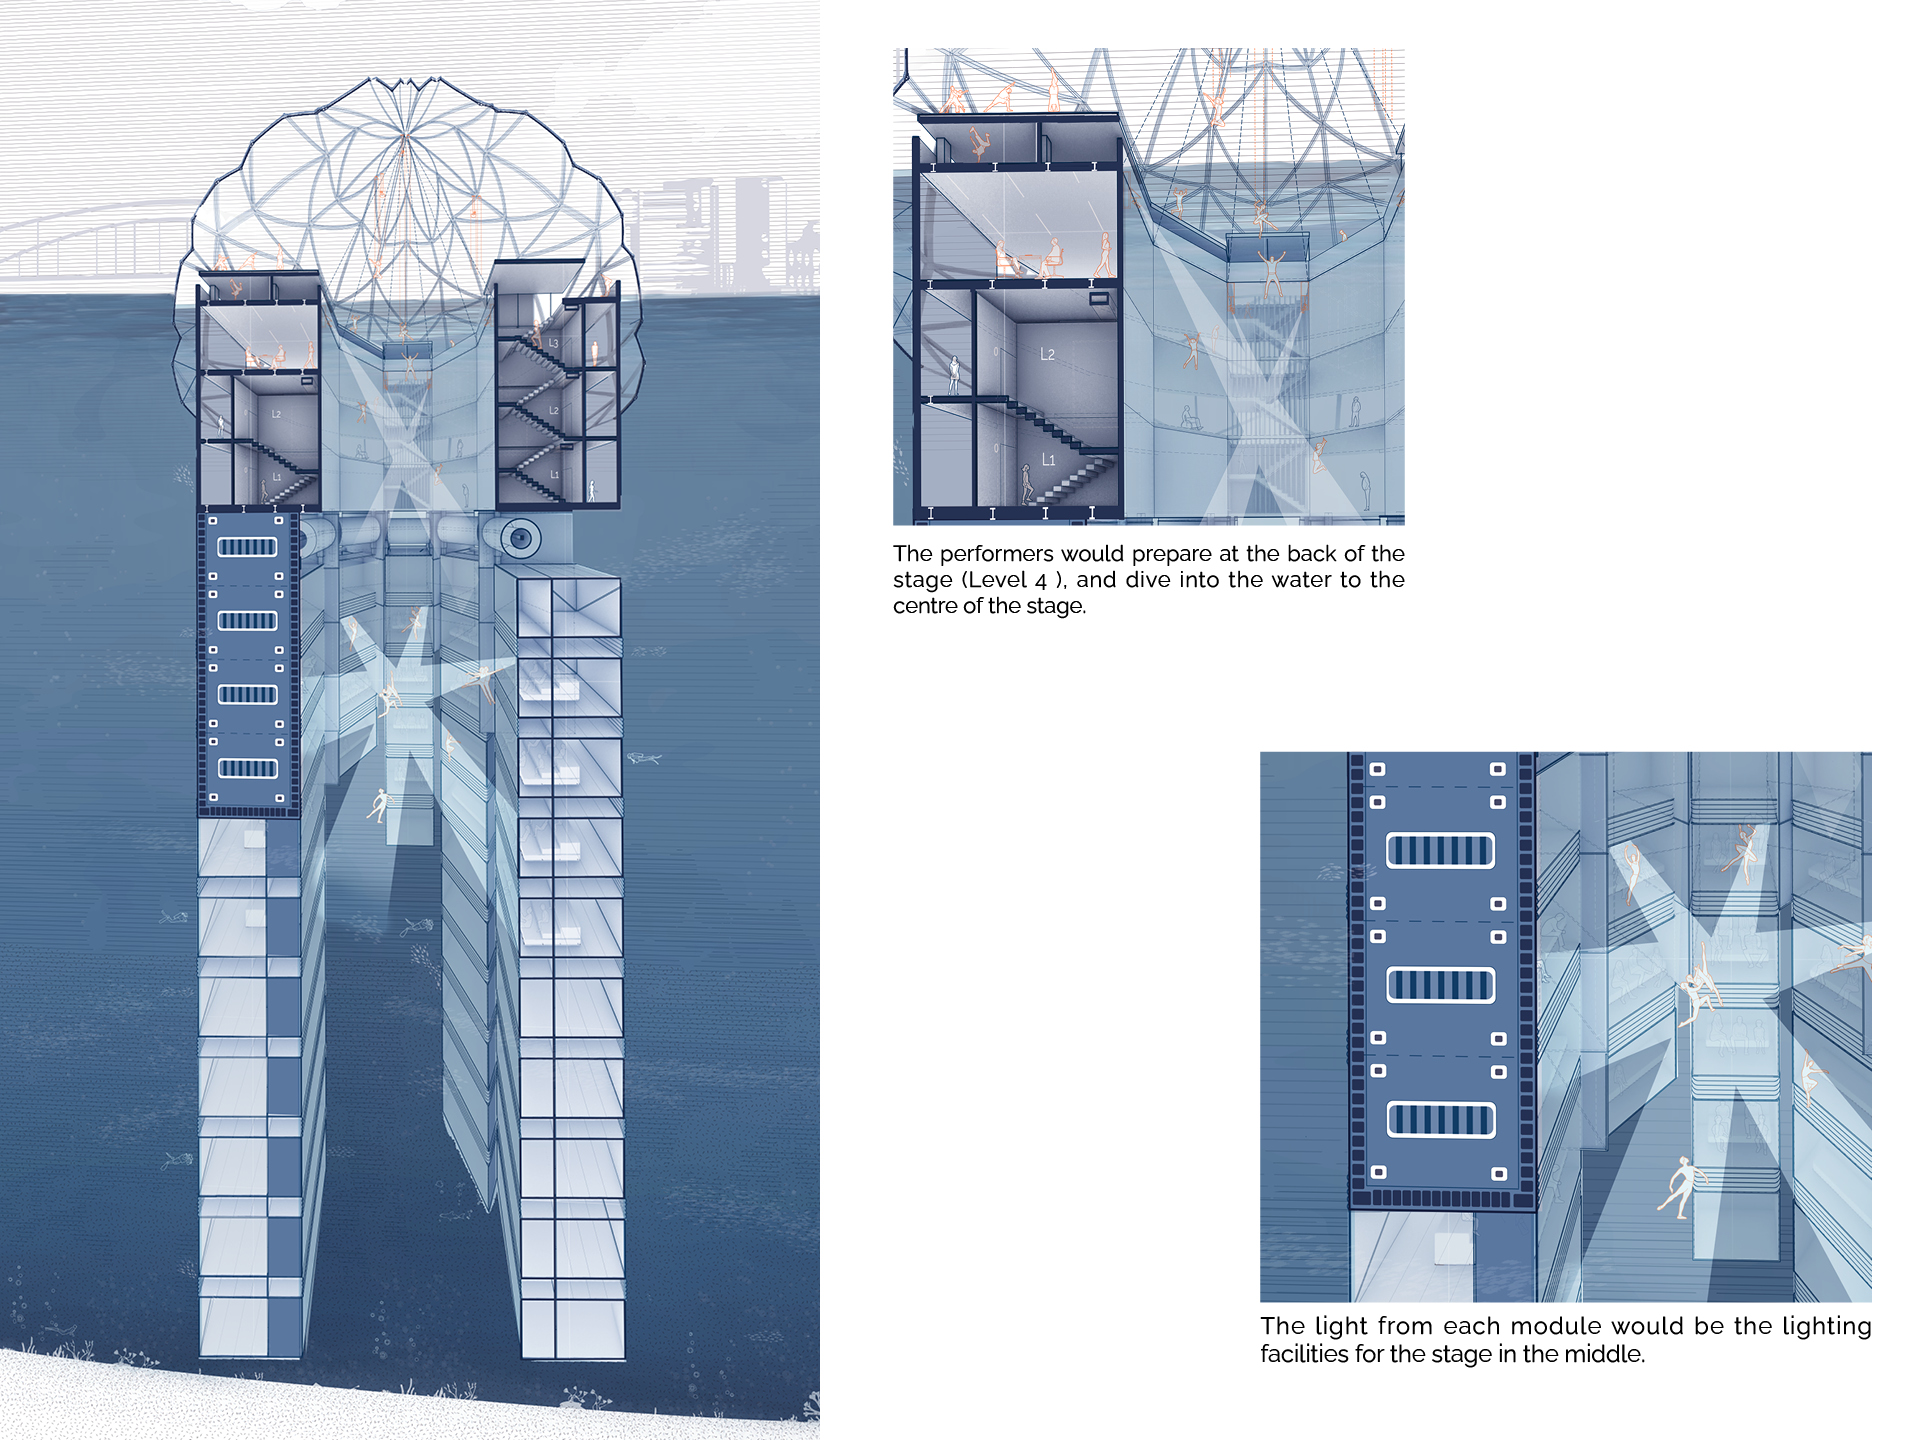 L3
L2
L2
L1
L1
L2
L1
The performers would prepare at the back of the
stage (Level 4 ), and dive into the water to the
centre of the stage.
The light from each module would be the lighting
facilities for the stage in the middle.